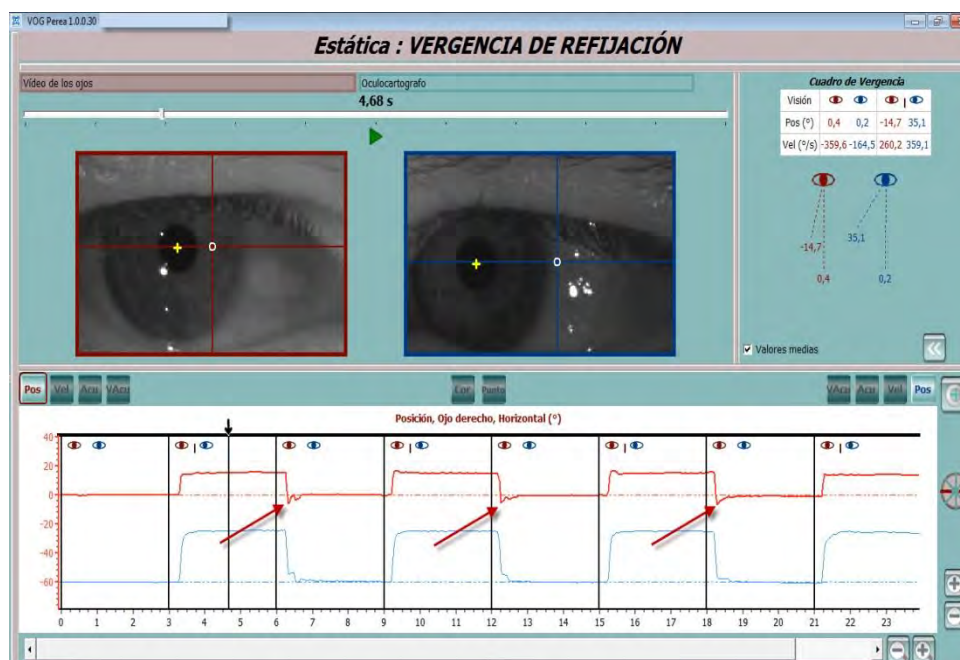 VOG Perea 1.0.0.30
Estática : VERGENCIA DE REFIJACIÓN
Vídeo de los ojos
Oculocartografo
4,68 s
Cuadro de Vergencia
Visión
Pos (º) 0,4 0,2 -14,7 35,1
Vel (º/s) -359,6 -164,5 260,2 359,1
-14,7 35,1
0,4 0,2
Valores medias
Pos Vel Acu VAcu Cor Punto VAcu Acu Vel Pos
Posición, Ojo derecho, Horizontal (º)
40
20
0
-20
-40
-60
0 1 2 3 4 5 6 7 8 9 10 11 12 13 14 15 16 17 18 19 20 21 22 23